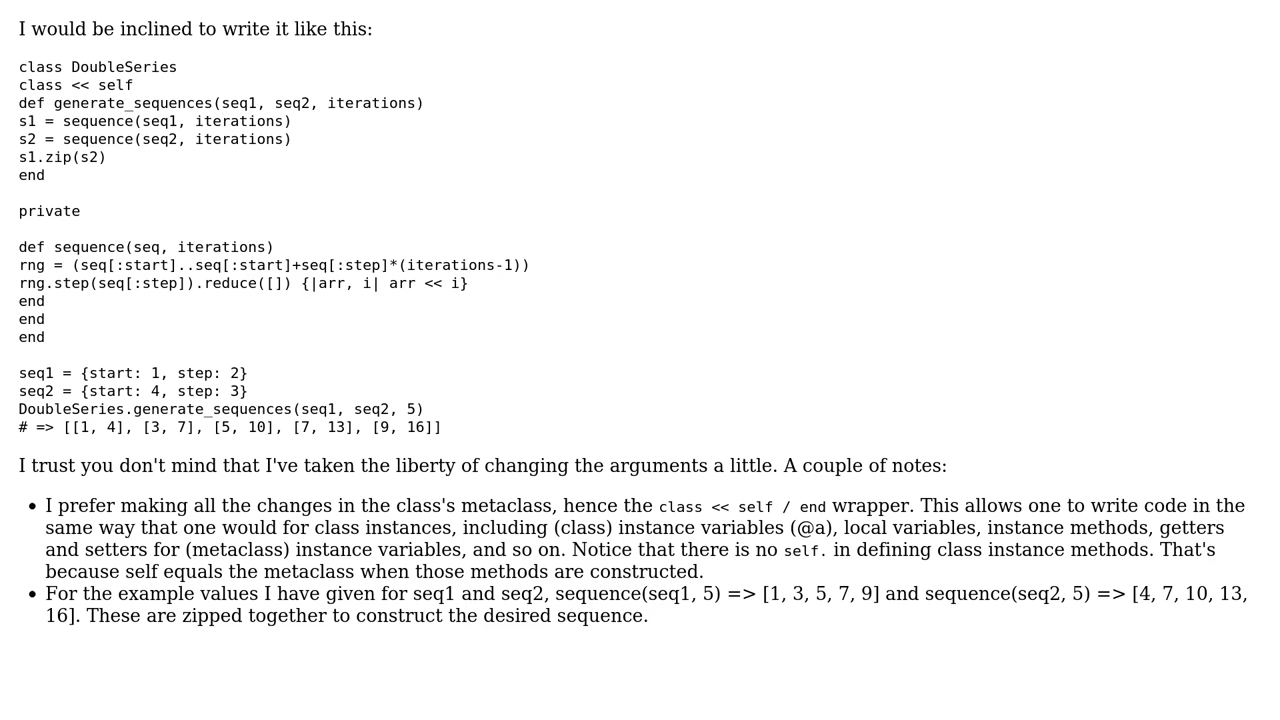 I would be inclined to write it like this:
class DoubleSeries
class << self
def generate_sequences(seq1, seq2, iterations)
s1 = sequence(seq1, iterations)
s2 = sequence(seq2, iterations)
s1.zip(s2)
end
private
def sequence(seq, iterations)
rng = (seq[:start]..seq[:start]+seq[:step]*(iterations-1))
rng.step(seq[:step]).reduce([]) {|arr, i| arr << i}
end
end
end
seq1 = {start: 1, step: 2}
seq2 = {start: 4, step: 3}
DoubleSeries.generate_sequences(seq1, seq2, 5)
# => [[1, 4], [3, 7], [5, 10], [7, 13], [9, 16]]
I trust you don't mind that I've taken the liberty of changing the arguments a little. A couple of notes:
• I prefer making all the changes in the class's metaclass, hence the class << self / end wrapper. This allows one to write code in the
same way that one would for class instances, including (class) instance variables (@a), local variables, instance methods, getters
and setters for (metaclass) instance variables, and so on. Notice that there is no self. in defining class instance methods. That's
because self equals the metaclass when those methods are constructed.
• For the example values I have given for seq1 and seq2, sequence(seq1, 5) => [1, 3, 5, 7, 9] and sequence(seq2, 5) => [4, 7, 10, 13,
16]. These are zipped together to construct the desired sequence.